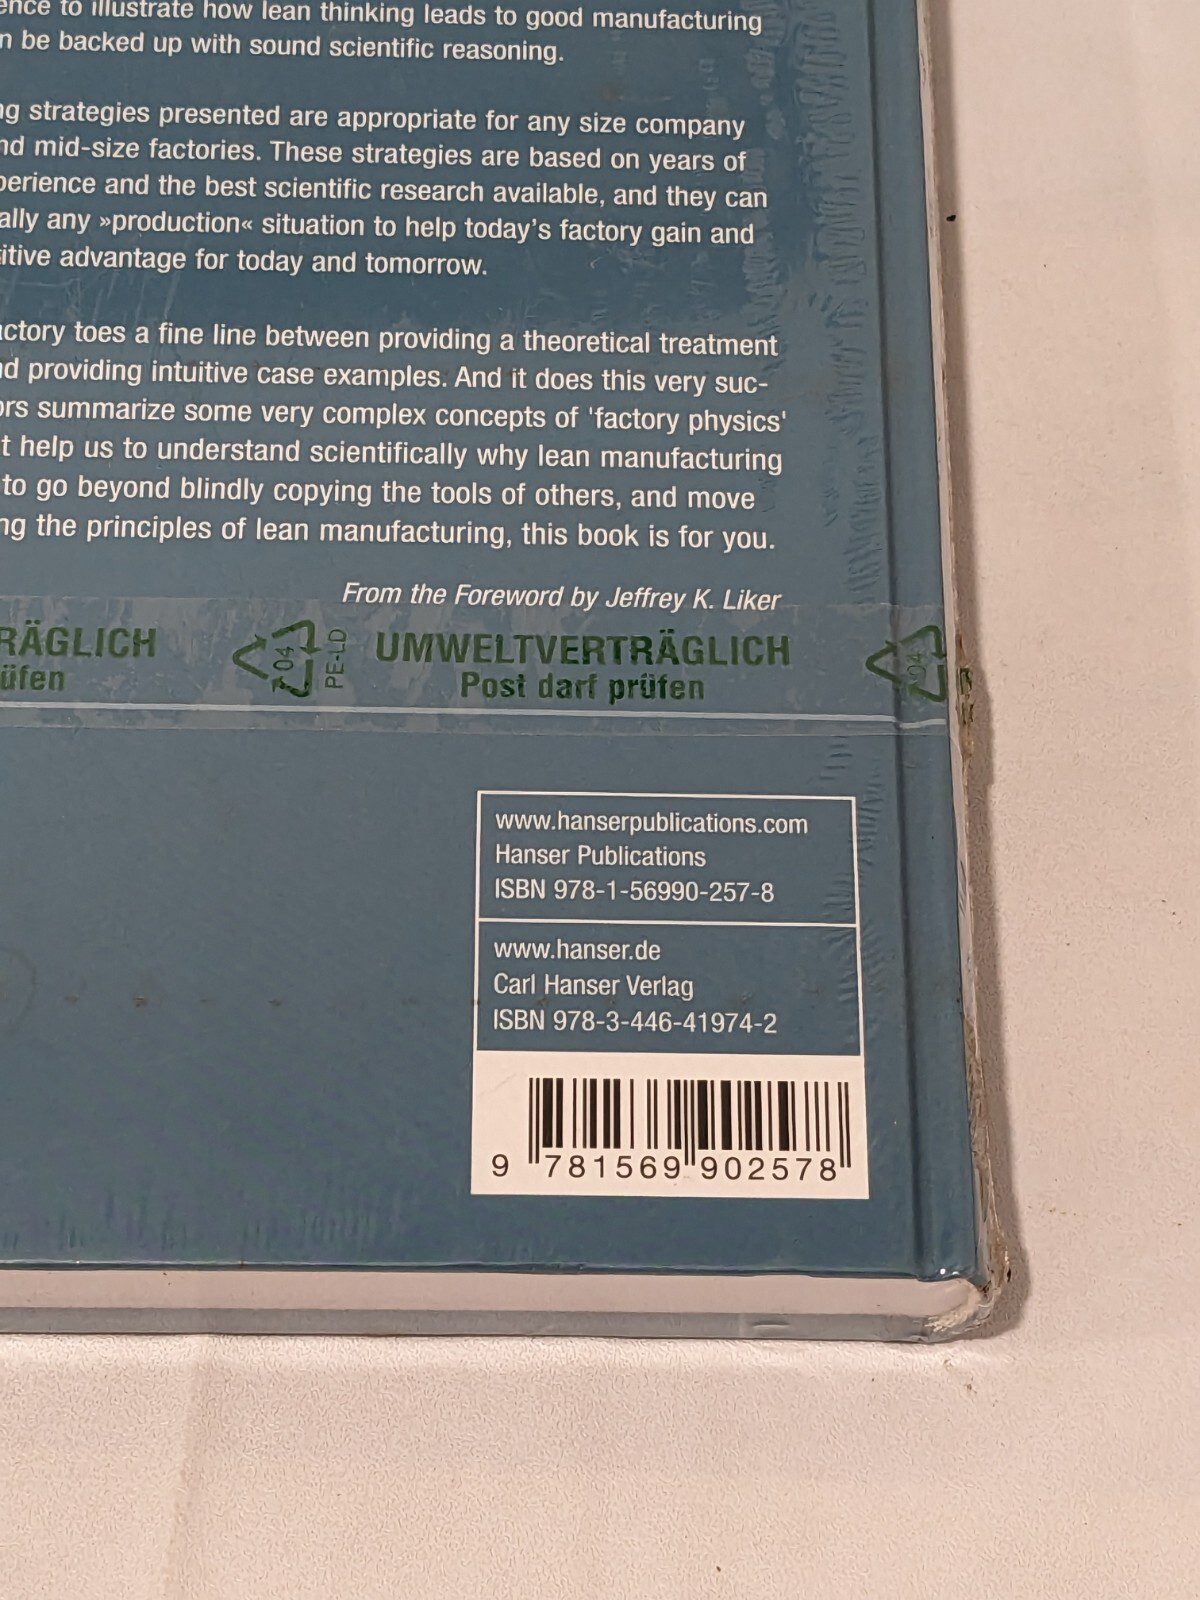 ence to illustrate how lean thinking leads to good manufacturing
n be backed up with sound scientific reasoning.
ng strategies presented are appropriate for any size company
nd mid-size factories. These strategies are based on years of
perience and the best scientific research available, and they can
ally any »production« situation to help today's factory gain and
itive advantage for today and tomorrow.
actory toes a fine line between providing a theoretical treatment
nd providing intuitive case examples. And it does this very suc-
ors summarize some very complex concepts of 'factory physics'
t help us to understand scientifically why lean manufacturing
to go beyond blindly copying the tools of others, and move
ng the principles of lean manufacturing, this book is for you.
From the Foreword by Jeffrey K. Liker
RÄGLICH 04 PE-LD UMWELTVERTRÄGLICH 04
üfen Post darf prüfen
www.hanserpublications.com
Hanser Publications
ISBN 978-1-56990-257-8
www.hanser.de
Carl Hanser Verlag
ISBN 978-3-446-41974-2
9 781569 902578